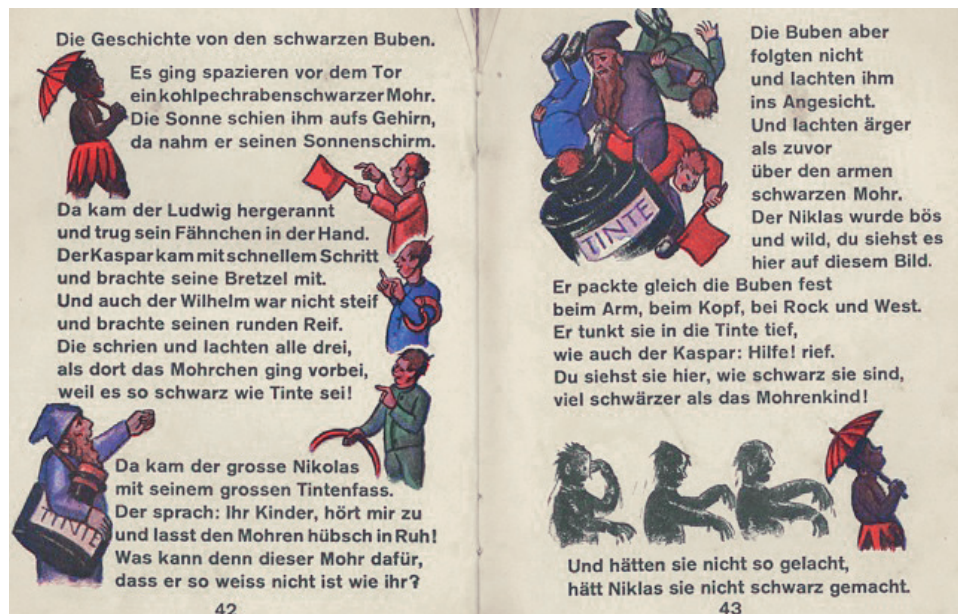 Die Geschichte von den schwarzen Buben.
Es ging spazieren vor dem Tor
ein kohlpechrabenschwarzer Mohr.
Die Sonne schien ihm aufs Gehirn,
da nahm er seinen Sonnenschirm.
Da kam der Ludwig hergerannt
und trug sein Fähnchen in der Hand.
Der Kaspar kam mit schnellem Schritt
und brachte seine Bretzel mit.
Und auch der Wilhelm war nicht steif
und brachte seinen runden Reif.
Die schrien und lachten alle drei,
als dort das Mohrchen ging vorbei,
weil es so schwarz wie Tinte sei!
Da kam der grosse Nikolas
mit seinem grossen Tintenfass.
Der sprach: Ihr Kinder, hört mir zu
und lasst den Mohren hübsch in Ruh!
Was kann denn dieser Mohr dafür,
dass er so weiss nicht ist wie ihr?
TINTE
42
Die Buben aber
folgten nicht
und lachten ihm
ins Angesicht.
Und lachten ärger
als zuvor
über den armen
schwarzen Mohr.
Der Niklas wurde bös
und wild, du siehst es
hier auf diesem Bild.
TINTE
Er packte gleich die Buben fest
beim Arm, beim Kopf, bei Rock und West.
Er tunkt sie in die Tinte tief,
wie auch der Kaspar: Hilfe! rief.
Du siehst sie hier, wie schwarz sie sind,
viel schwärzer als das Mohrenkind!
Und hätten sie nicht so gelacht,
hätt Niklas sie nicht schwarz gemacht.
43